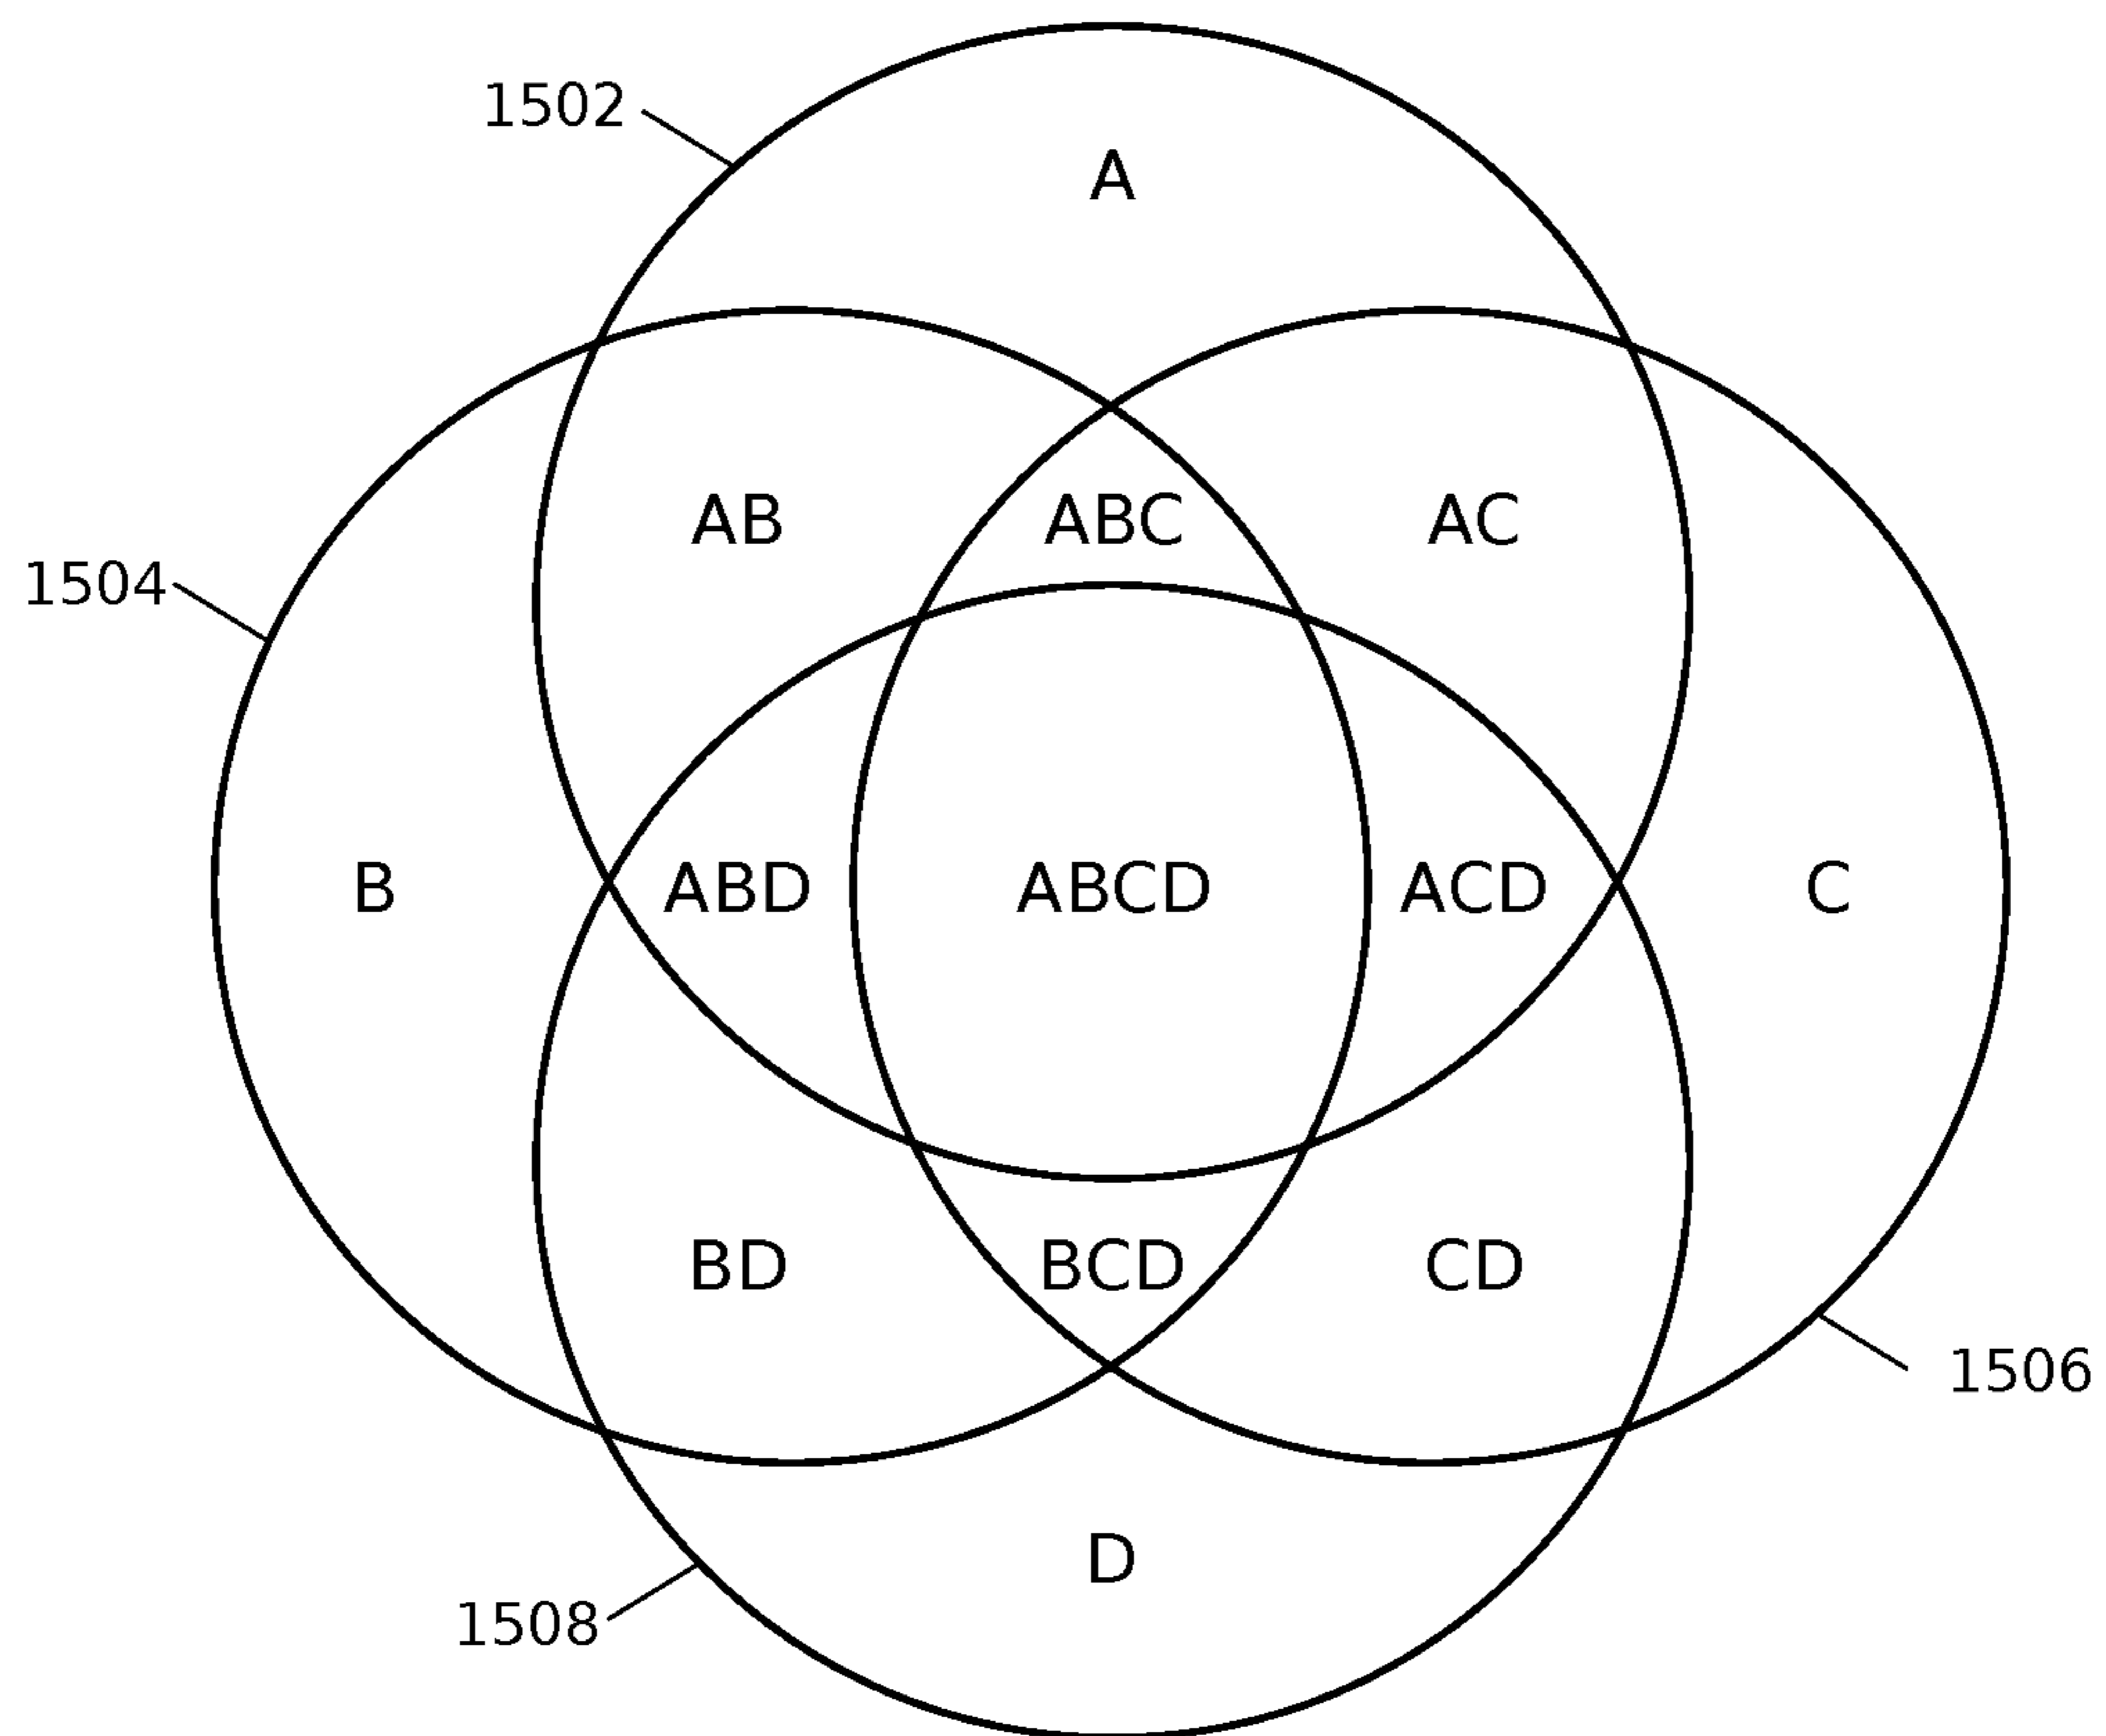 1502
A
AB ABC AC
1504
B ABD ABCD ACD C
BD BCD CD
1506
D
1508